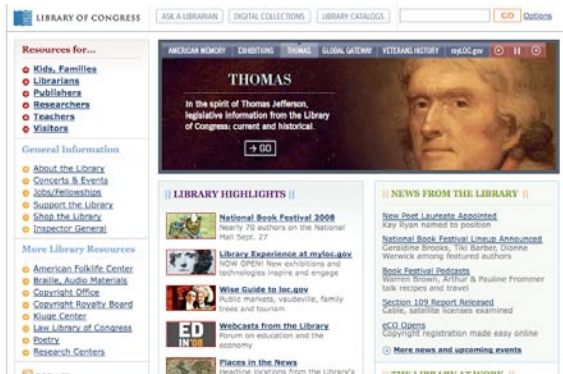 LIBRARY OF CONGRESS
ASK A LIBRARIAN
DIGITAL COLLECTIONS
LIBRARY CATALOGS
GO
Options
Resources for...
Kids, Families
Librarians
Publishers
Researchers
Teachers
Visitors
General Information
About the Library
Concerts & Events
Jobs/Fellowships
Support the Library
Shop the Library
Inspector General
More Library Resources
American Folklife Center
Braille, Audio Materials
Copyright Office
Copyright Royalty Board
Kluge Center
Law Library of Congress
Poetry
Research Centers
AMERICAN MEMORY
EXHIBITIONS
THOMAS
GLOBAL GATEWAY
VETERANS HISTORY
myLOC.gov
THOMAS
In the spirit of Thomas Jefferson,
legislative information from the Library
of Congress: current and historical.
GO
LIBRARY HIGHLIGHTS
National Book Festival 2008
Nearly 70 authors on the National
Mall Sept. 27
Library Experience at myloc.gov
NOW OPEN! New exhibitions and
technologies inspire and engage
Wise Guide to loc.gov
Public markets, vaudeville, family
trees and tourism
ED
IN'08
Webcasts from the Library
Forum on education and the
economy
Places in the News
Headline locations from the Library's
NEWS FROM THE LIBRARY
New Poet Laureate Appointed
Kay Ryan named to position
National Book Festival Lineup Announced
Geraldine Brooks, Tiki Barber, Dionne
Warwick among featured authors
Book Festival Podcasts
Warren Brown, Arthur & Pauline Frommer
talk recipes and travel
Section 109 Report Released
Cable, satellite licenses examined
eCO Opens
Copyright registration made easy online
More news and upcoming events